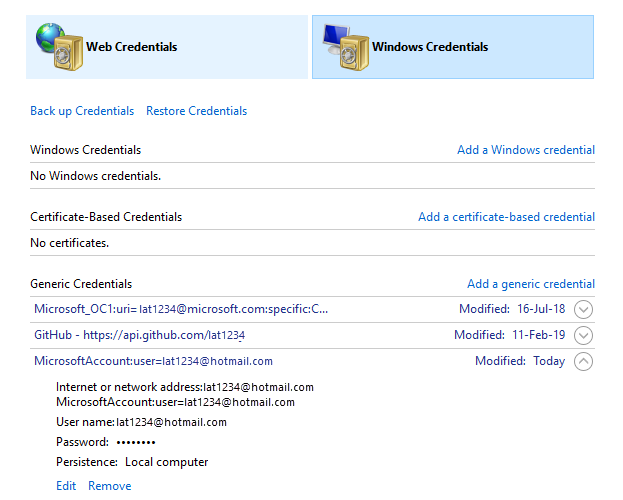 Web Credentials
Windows Credentials
Back up Credentials Restore Credentials
Windows Credentials Add a Windows credential
No Windows credentials.
Certificate-Based Credentials Add a certificate-based credential
No certificates.
Generic Credentials Add a generic credential
Microsoft_OC1:uri= lat1234@microsoft.com:specific:C... Modified: 16-Jul-18
GitHub - https://api.github.com/lat1234 Modified: 11-Feb-19
MicrosoftAccount:user=lat1234@hotmail.com Modified: Today
Internet or network address:lat1234@hotmail.com
MicrosoftAccount:user=lat1234@hotmail.com
User name:lat1234@hotmail.com
Password: ••••••••
Persistence: Local computer
Edit Remove